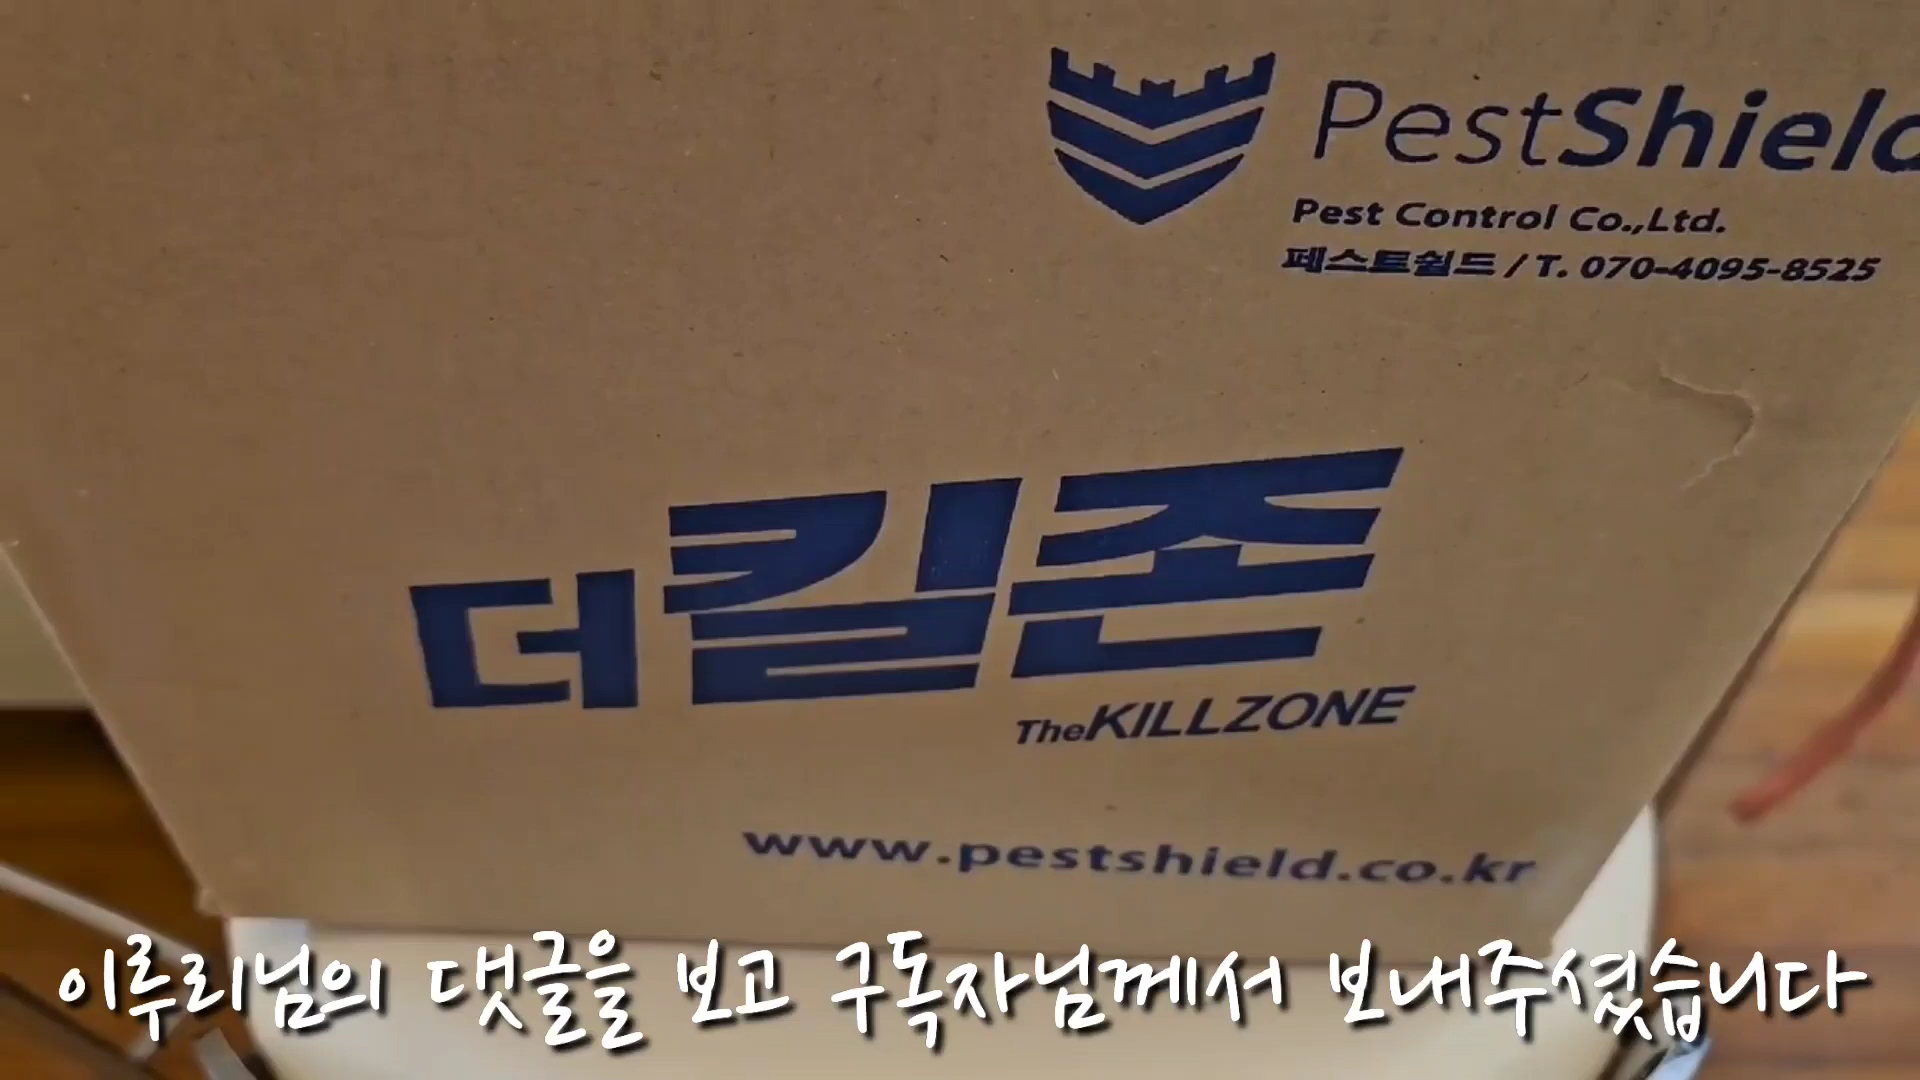 PestShield
Pest Control Co.,Ltd.
페스트쉴드 / T. 070-4095-8525
더킬존
TheKILLZONE
www.pestshield.co.kr
이루리님의 댓글을 보고 구독자님께서 보내주셨습니다